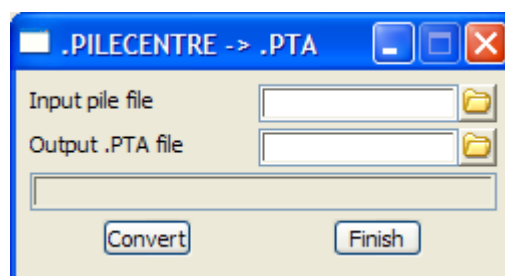 .PILECENTRE -> .PTA
Input pile file
Output .PTA file
Convert Finish